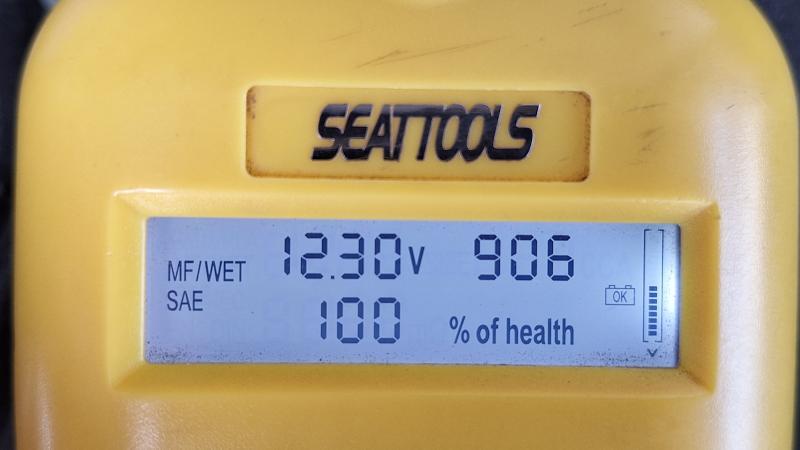 SEATTOOLS
MF/WET 12.30V 906
SAE OK
100 % of health